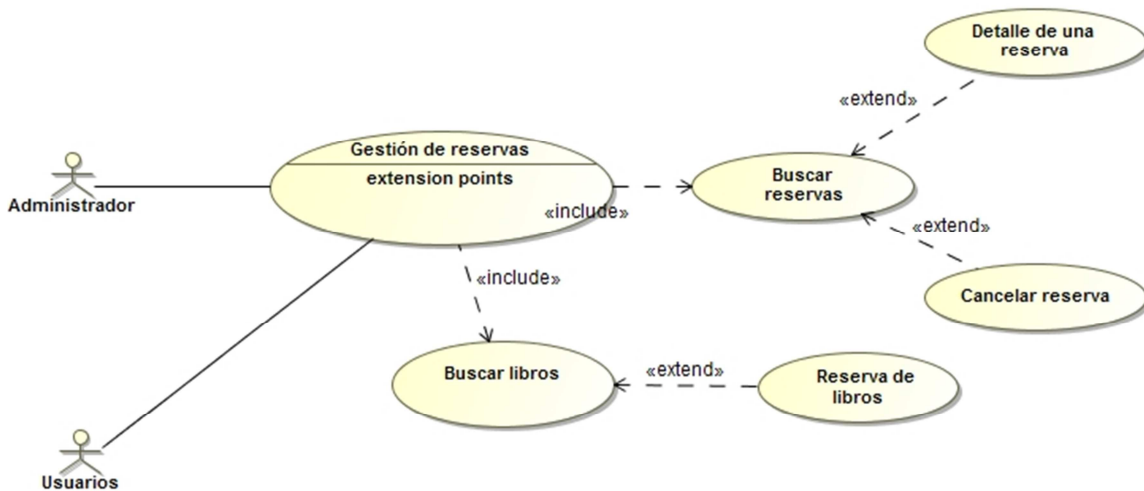 Detalle de una
reserva
«extend»
Gestión de reservas
extension points
Administrador
«include»
Buscar
reservas
«extend»
«include»
Cancelar reserva
Buscar libros
«extend»
Reserva de
libros
Usuarios